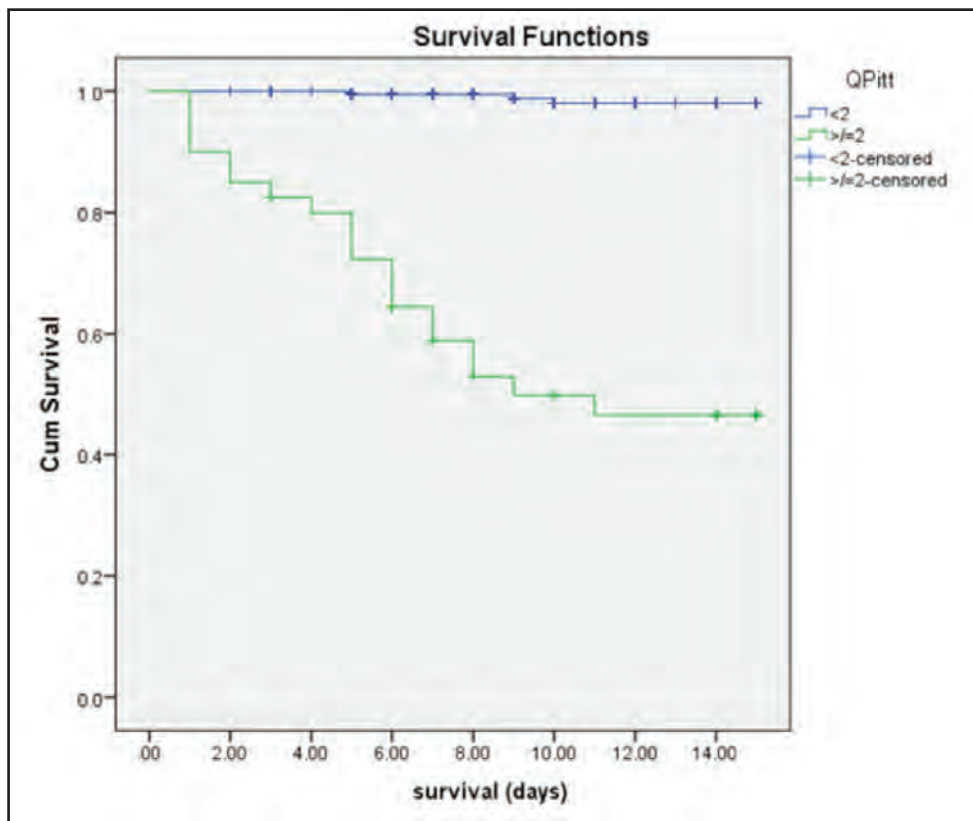 Survival Functions
QPitt
<2
>/=2
<2-censored
>/=2-censored
1.0
0.8
0.6
0.4
0.2
0.0
Cum Survival
.00 2.00 4.00 6.00 8.00 10.00 12.00 14.00
survival (days)